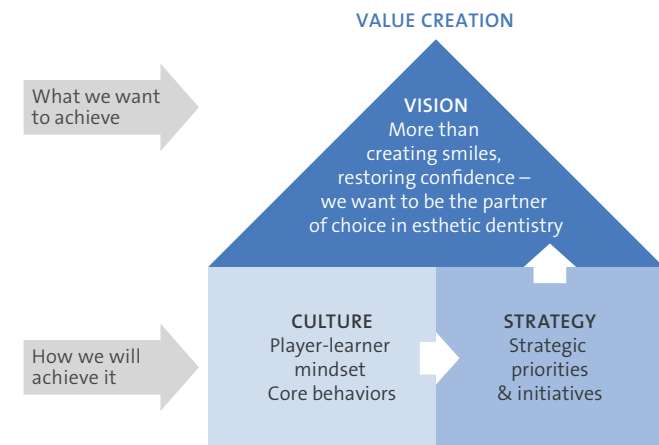 VALUE CREATION
What we want
to achieve
VISION
More than
creating smiles,
restoring confidence –
we want to be the partner
of choice in esthetic dentistry
How we will
achieve it
CULTURE
Player-learner
mindset
Core behaviors
STRATEGY
Strategic
priorities
& initiatives